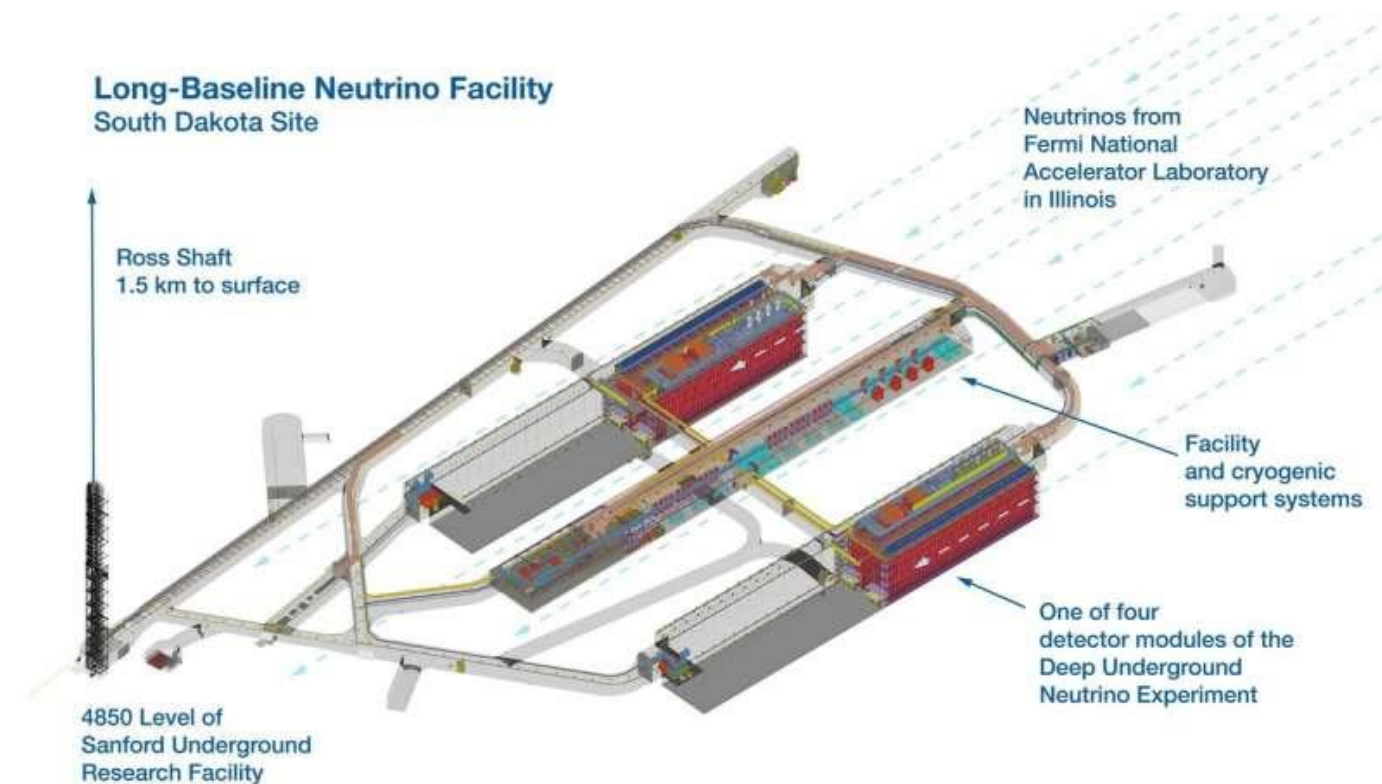 Long-Baseline Neutrino Facility
South Dakota Site
Neutrinos from
Fermi National
Accelerator Laboratory
in Illinois
Ross Shaft
1.5 km to surface
Facility
and cryogenic
support systems
One of four
detector modules of the
Deep Underground
Neutrino Experiment
4850 Level of
Sanford Underground
Research Facility